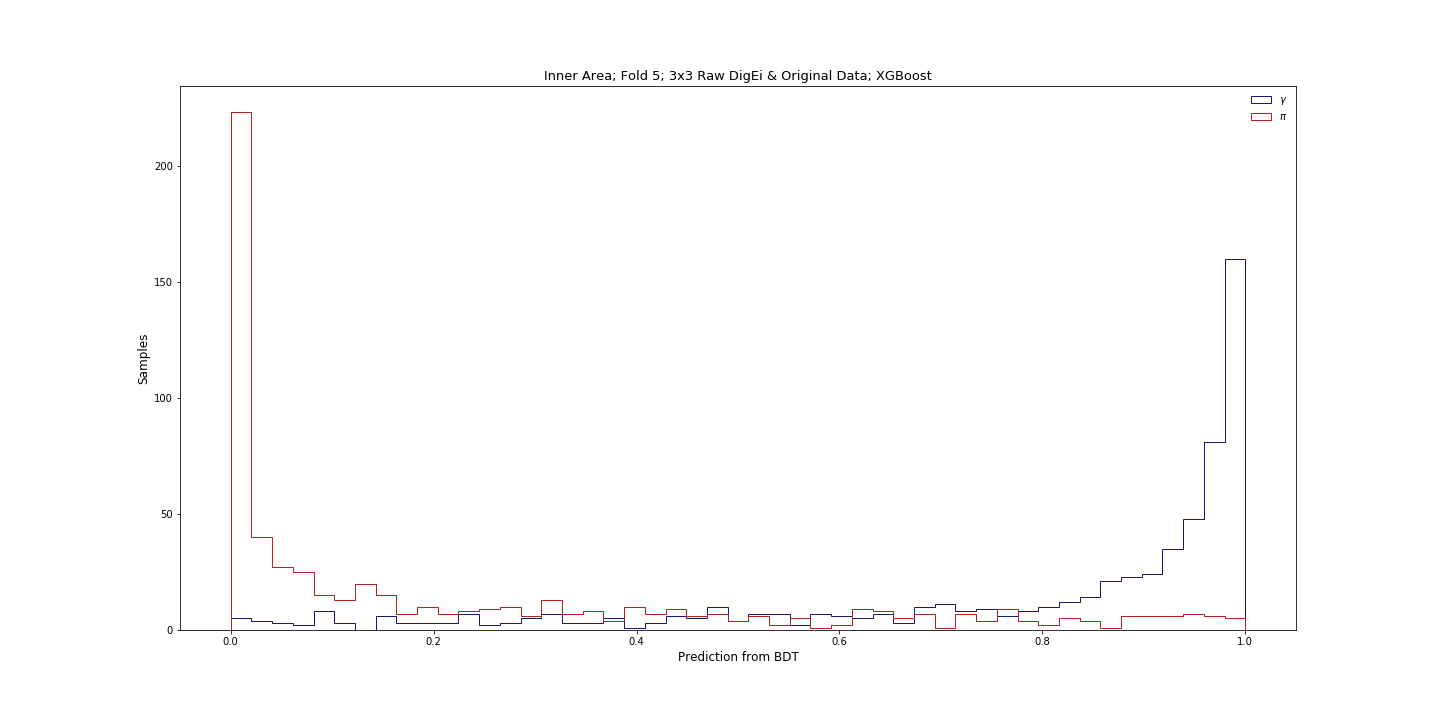 Inner Area; Fold 5; 3x3 Raw DigEi & Original Data; XGBoost
γ
π
Samples
200
150
100
50
0
0.0 0.2 0.4 0.6 0.8 1.0
Prediction from BDT